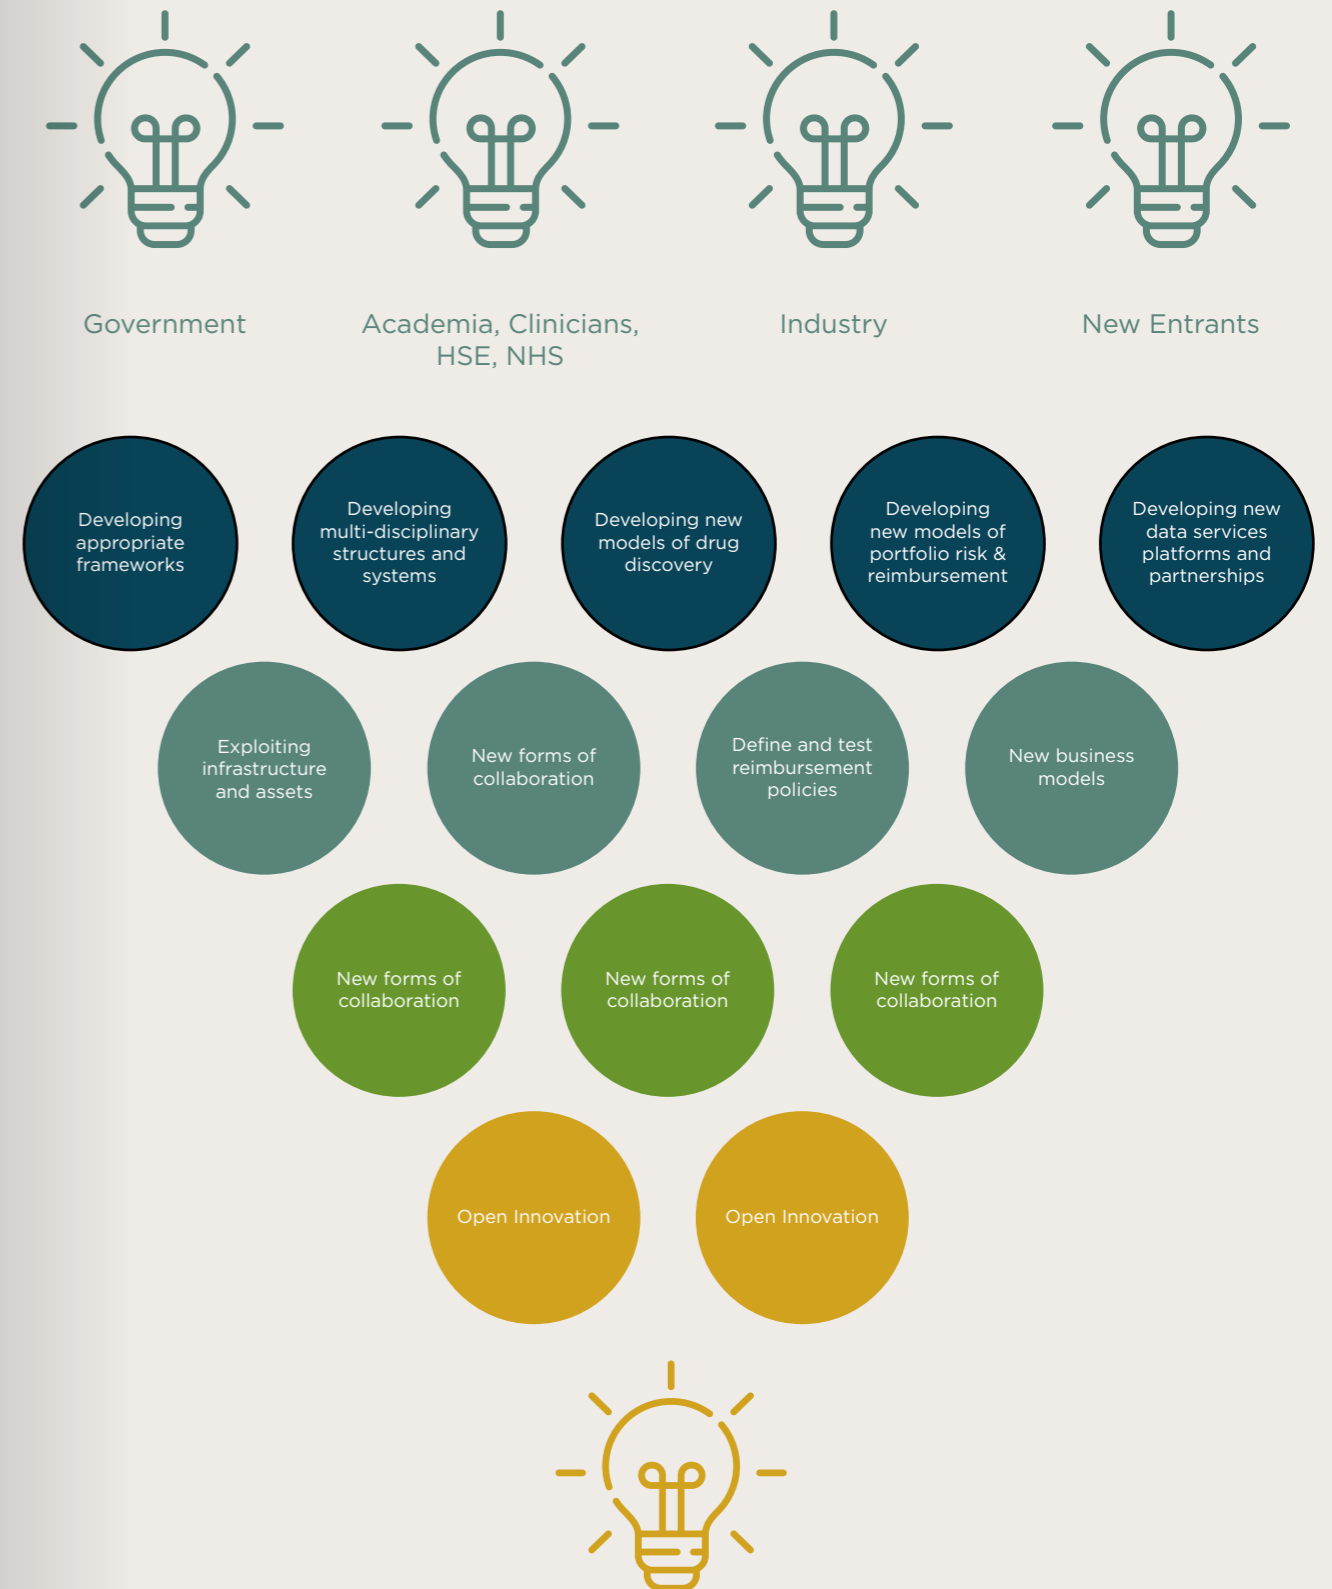 Government
Academia, Clinicians,
HSE, NHS
Industry
New Entrants
Developing
appropriate
frameworks
Developing
multi-disciplinary
structures and
systems
Developing new
models of drug
discovery
Developing
new models of
portfolio risk &
reimbursement
Developing new
data services
platforms and
partnerships
Exploiting
infrastructure
and assets
New forms of
collaboration
Define and test
reimbursement
policies
New business
models
New forms of
collaboration
New forms of
collaboration
New forms of
collaboration
Open Innovation
Open Innovation